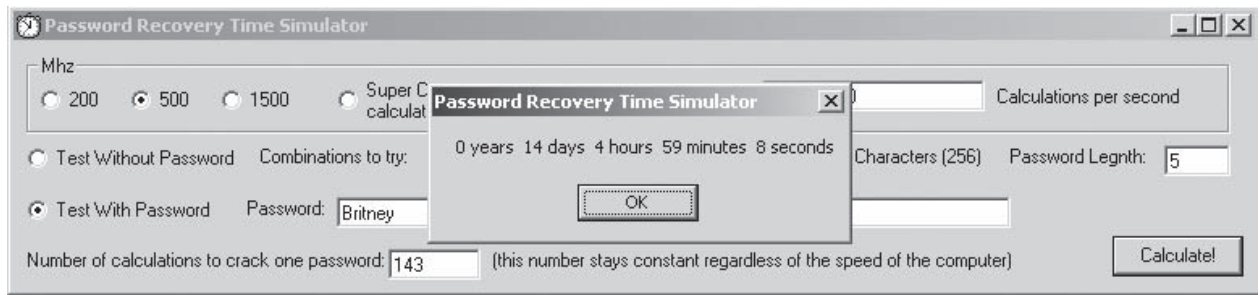 Password Recovery Time Simulator
Mhz
200 500 1500 Super C Calculations per second
calculat
Password Recovery Time Simulator
0 years 14 days 4 hours 59 minutes 8 seconds
OK
Test Without Password Combinations to try: Characters (256) Password Legnth: 5
Test With Password Password: Britney
Number of calculations to crack one password: 143 (this number stays constant regardless of the speed of the computer) Calculate!